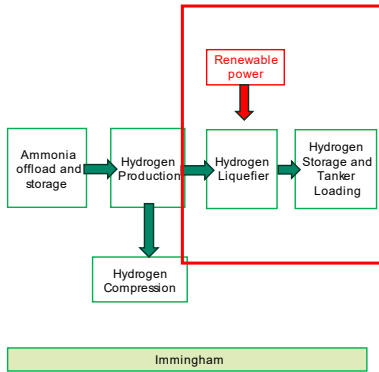 Renewable
power
Ammonia
offload and
storage
Hydrogen
Production
Hydrogen
Liquefier
Hydrogen
Storage and
Tanker
Loading
Hydrogen
Compression
Immingham